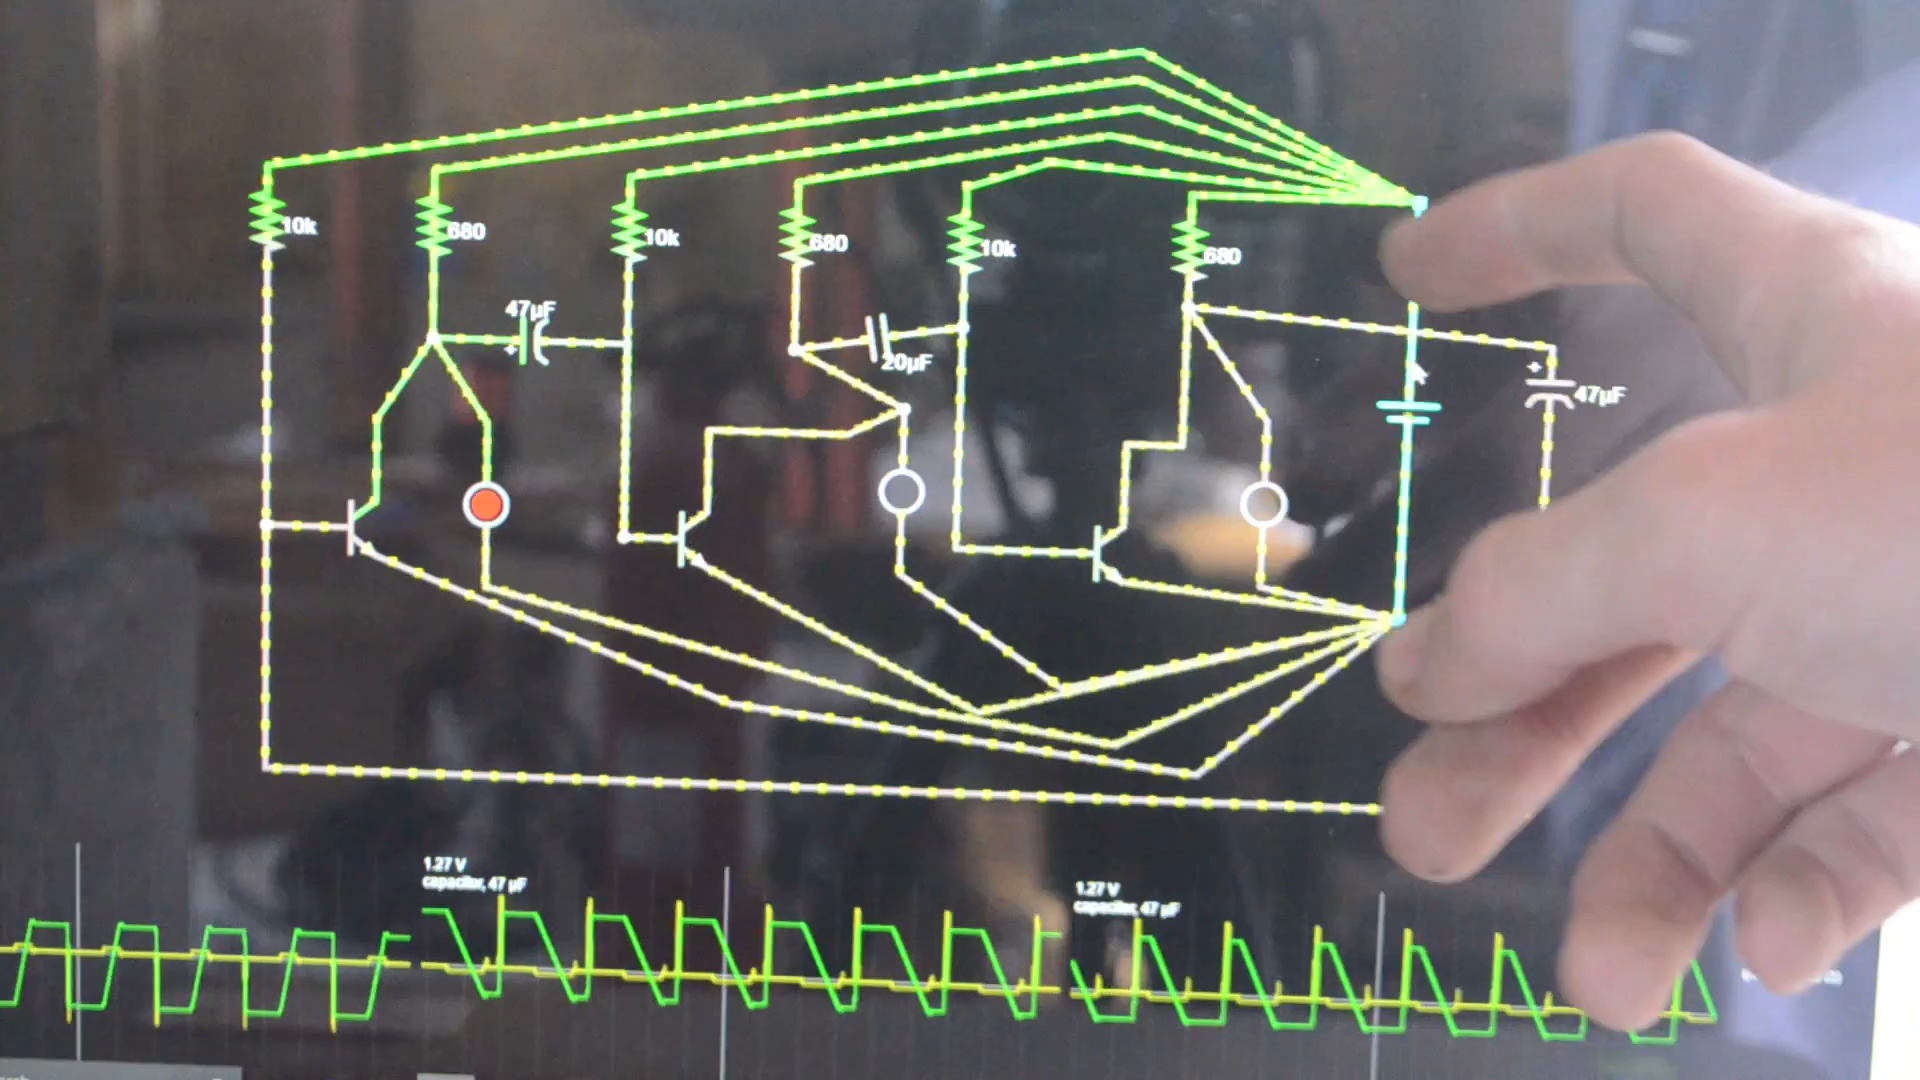 10k
680
10k
680
10k
680
47μF
+
20μF
+
47μF
1.27 V
capacitor, 47 μF
1.27 V
capacitor, 47 μF